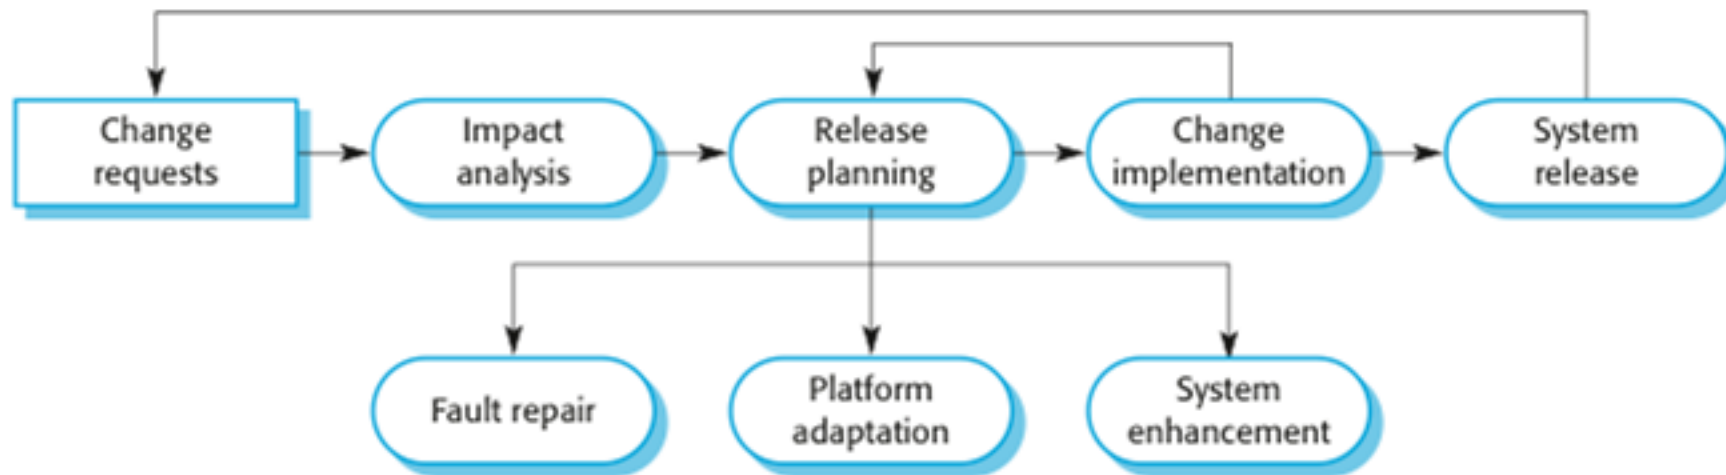 Change
requests
Impact
analysis
Release
planning
Change
implementation
System
release
Fault repair
Platform
adaptation
System
enhancement